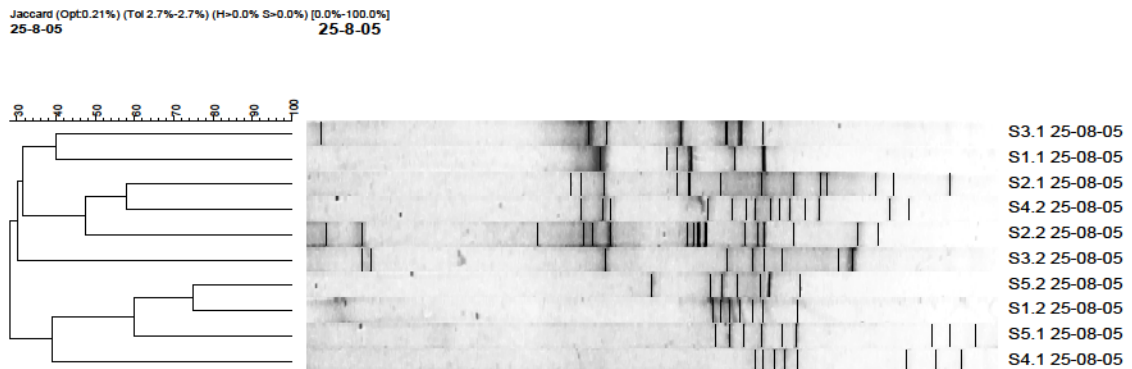 Jaccard (Opt:0.21%) (Tol 2.7%-2.7%) (H>0.0% S>0.0%) [0.0%-100.0%]
25-8-05 25-8-05
30 40 50 60 70 80 90 100
S3.1 25-08-05
S1.1 25-08-05
S2.1 25-08-05
S4.2 25-08-05
S2.2 25-08-05
S3.2 25-08-05
S5.2 25-08-05
S1.2 25-08-05
S5.1 25-08-05
S4.1 25-08-05